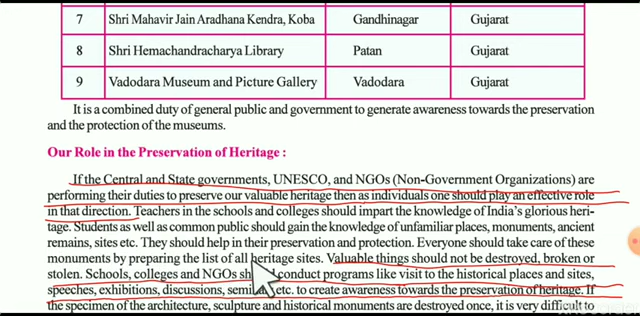 7 Shri Mahavir Jain Aradhana Kendra, Koba Gandhinagar Gujarat
8 Shri Hemachandracharya Library Patan Gujarat
9 Vadodara Museum and Picture Gallery Vadodara Gujarat
It is a combined duty of general public and government to generate awareness towards the preservation
and the protection of the museums.
Our Role in the Preservation of Heritage :
If the Central and State governments, UNESCO, and NGOs (Non-Government Organizations) are
performing their duties to preserve our valuable heritage then as individuals one should play an effective role
in that direction. Teachers in the schools and colleges should impart the knowledge of India's glorious heri-
tage. Students as well as common public should gain the knowledge of unfamiliar places, monuments, ancient
remains, sites etc. They should help in their preservation and protection. Everyone should take care of these
monuments by preparing the list of all heritage sites. Valuable things should not be destroyed, broken or
stolen. Schools, colleges and NGOs conduct programs like visit to the historical places and sites,
speeches, exhibitions, discussions, etc. to create awareness towards the preservation of heritage. If
the specimen of the architecture, sculpture and historical monuments are destroyed once, it is very difficult to